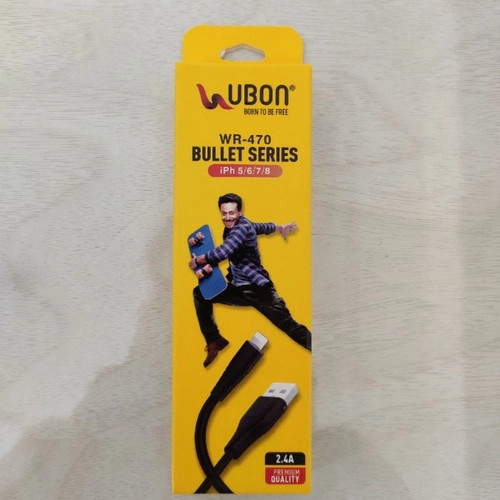 UBON®
BORN TO BE FREE
WR-470
BULLET SERIES
iPh 5/6/7/8
2.4A
PREMIUM
QUALITY